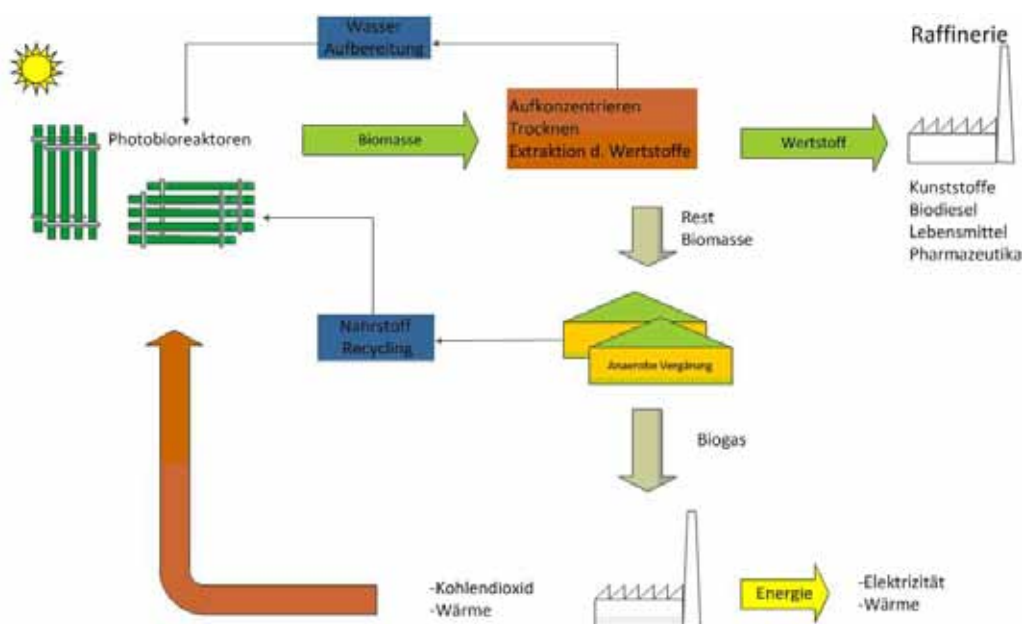 Wasser
Aufbereitung
Raffinerie
Photobioreaktoren
Biomasse
Aufkonzentrieren
Trocknen
Extraktion d. Wertstoffe
Wertstoff
Kunststoffe
Biodiesel
Lebensmittel
Pharmazeutika
Rest
Biomasse
Nahrstoff
Recycling
Anaerobe Vergärung
Biogas
-Kohlendioxid
-Wärme
Energie
-Elektrizität
-Wärme